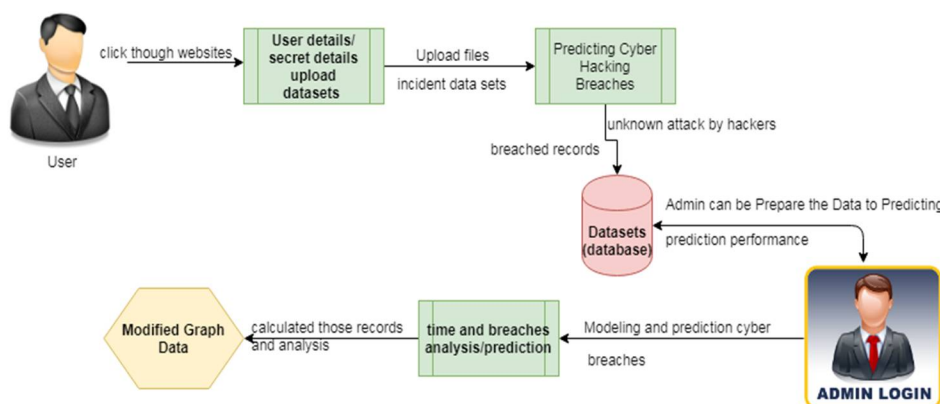 click though websites
User details/
secret details
upload
datasets
Upload files
incident data sets
Predicting Cyber
Hacking
Breaches
User
unknown attack by hackers
breached records
Datasets
(database)
Admin can be Prepare the Data to Predicting
prediction performance
Modified Graph
Data
calculated those records
and analysis
time and breaches
analysis/prediction
Modeling and prediction cyber
breaches
ADMIN LOGIN